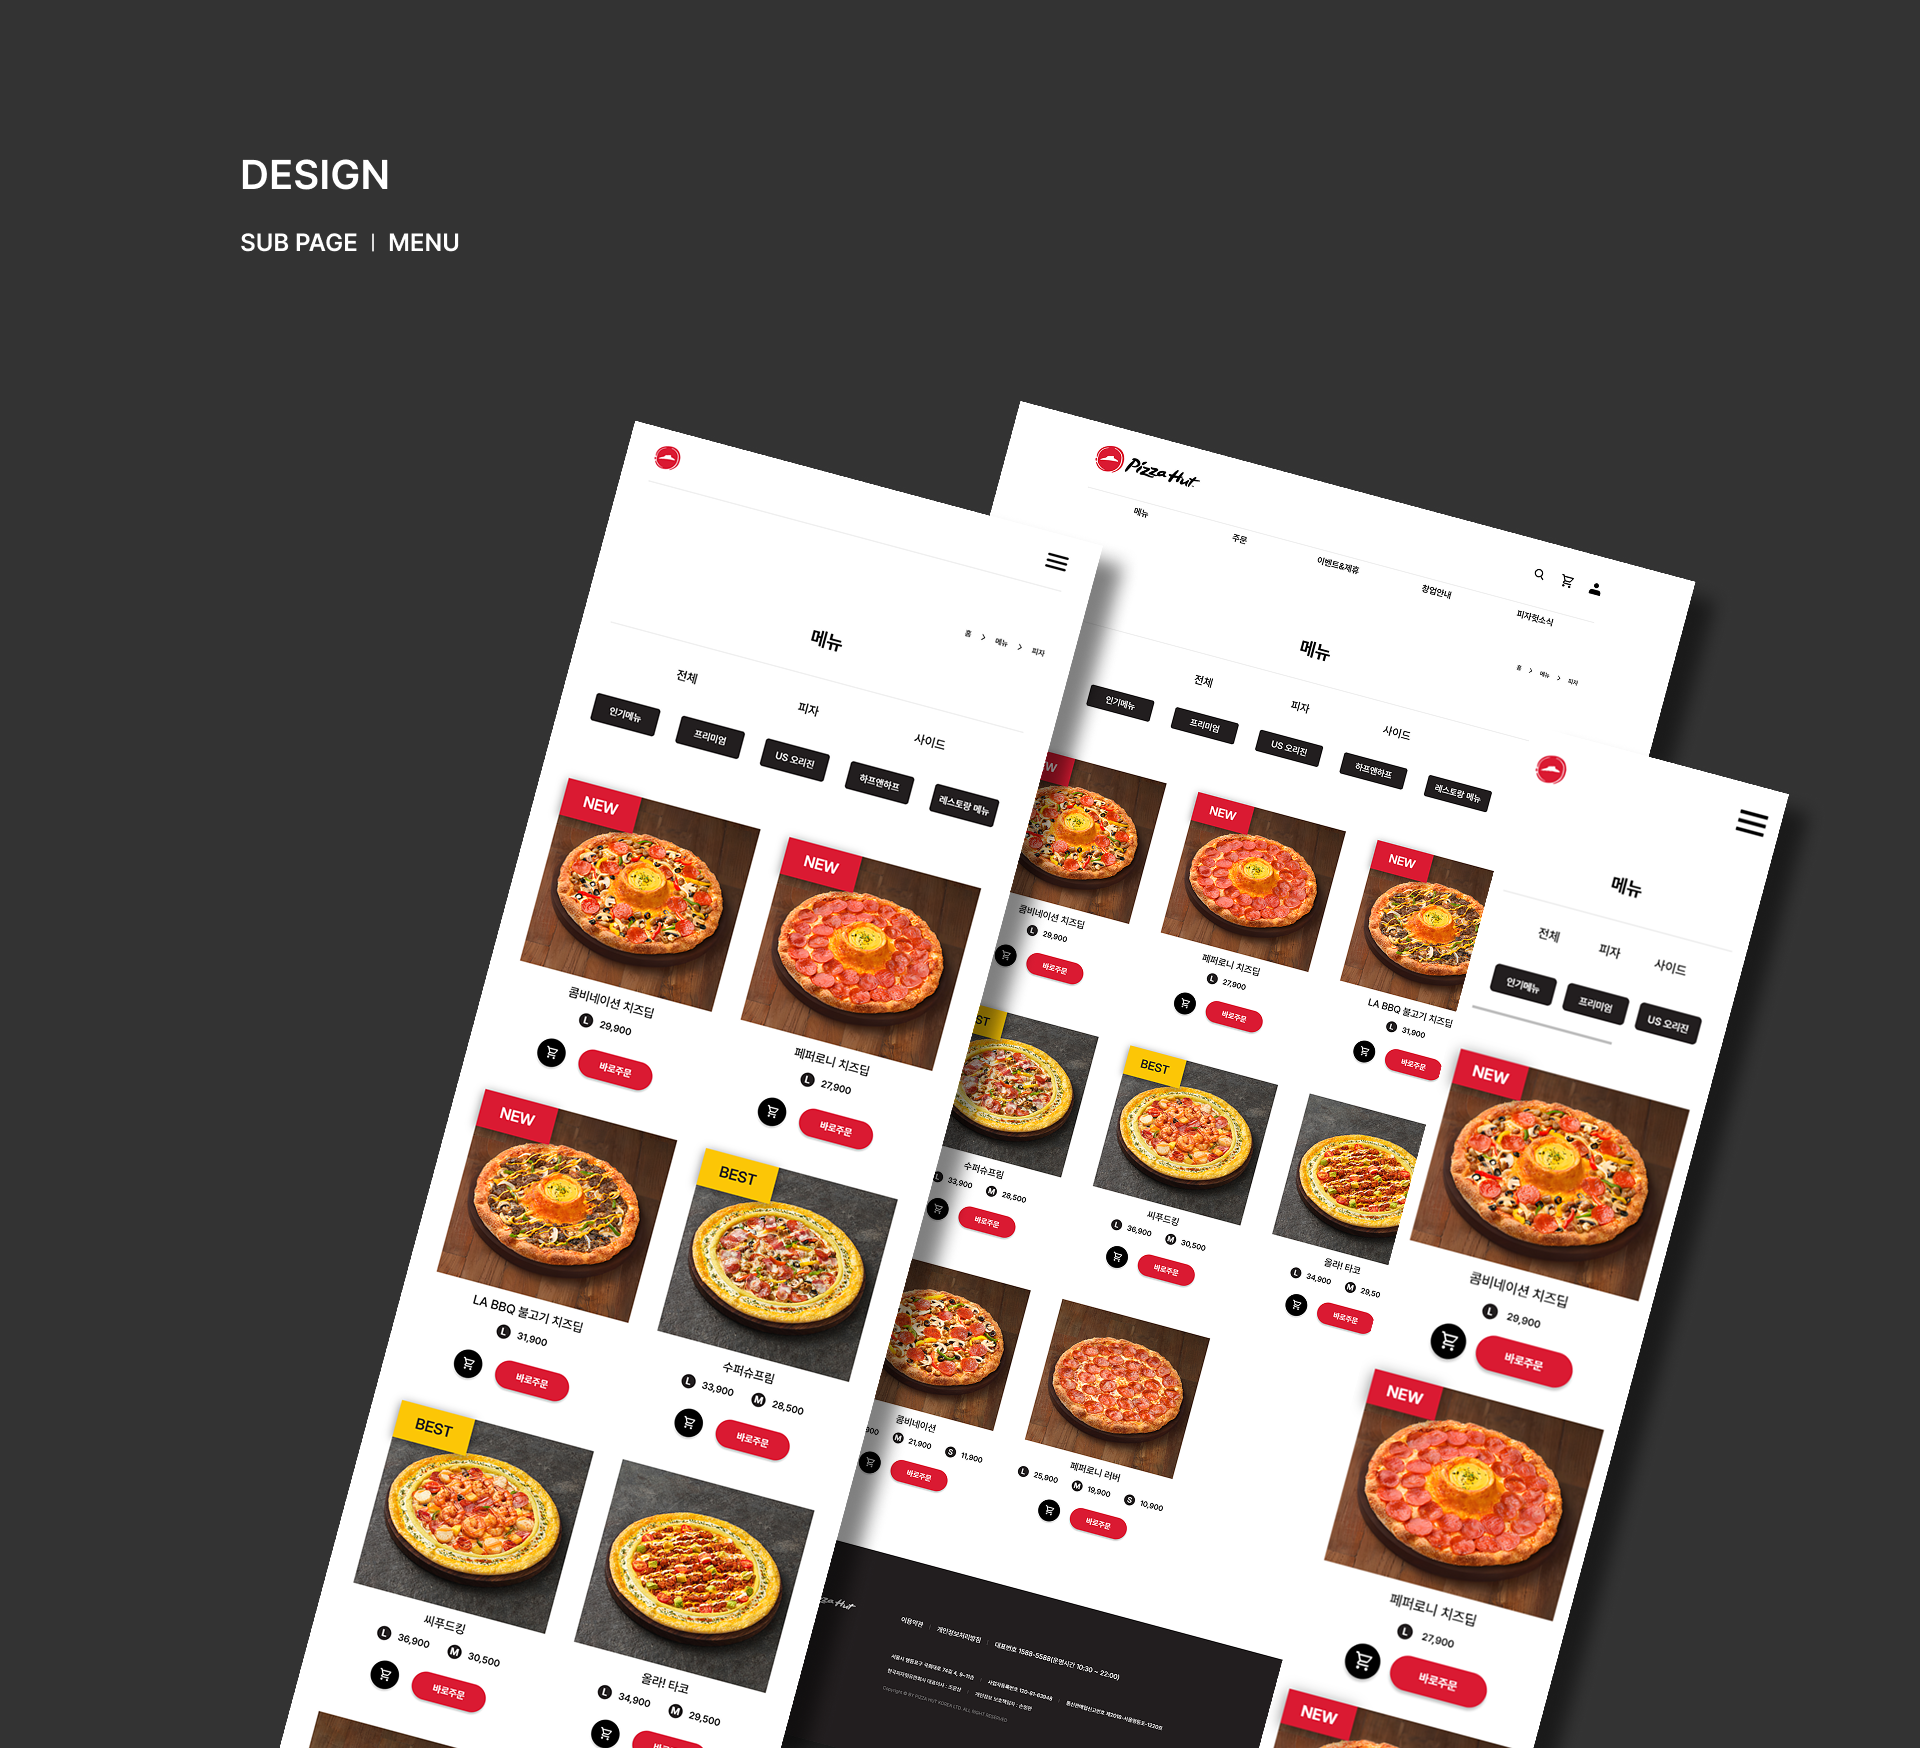 DESIGN
SUB PAGE | MENU
메뉴
홈 > 메뉴 > 피자
전체
피자
사이드
인기메뉴
프리미엄
US 오리진
하프앤하프
레스토랑 메뉴
NEW
콤비네이션 치즈딥
L 29,900
바로주문
NEW
페퍼로니 치즈딥
L 27,900
바로주문
NEW
LA BBQ 불고기 치즈딥
L 31,900
바로주문
BEST
수퍼슈프림
L 33,900 M 28,500
바로주문
BEST
씨푸드킹
L 36,900 M 30,500
바로주문
올라! 타코
L 34,900 M 29,500
Pizza Hut
메뉴
주문
이벤트&제휴
창업안내
피자헛소식
메뉴
홈 > 메뉴 > 피자
전체
피자
사이드
인기메뉴
프리미엄
US 오리진
하프앤하프
레스토랑 메뉴
EW
콤비네이션 치즈딥
L 29,900
바로주문
NEW
페퍼로니 치즈딥
L 27,900
바로주문
NEW
LA BBQ 불고기 치즈딥
L 31,900
바로주문
ST
수퍼슈프림
L 33,900 M 28,500
바로주문
BEST
씨푸드킹
L 36,900 M 30,500
바로주문
올라! 타코
L 34,900 M 29,50
바로주문
콤비네이션
900 M 21,900 S 11,900
바로주문
페퍼로니 러버
L 25,900 M 19,900 S 10,900
바로주문
이용약관 | 개인정보처리방침 | 대표번호 1588-5588(운영시간 10:30 ~ 22:00)
Copyright © BY PIZZA HUT KOREA LTD. ALL RIGHT RESERVED
메뉴
전체
피자
사이드
인기메뉴
프리미엄
US 오리진
NEW
콤비네이션 치즈딥
L 29,900
바로주문
NEW
페퍼로니 치즈딥
L 27,900
바로주문
NEW